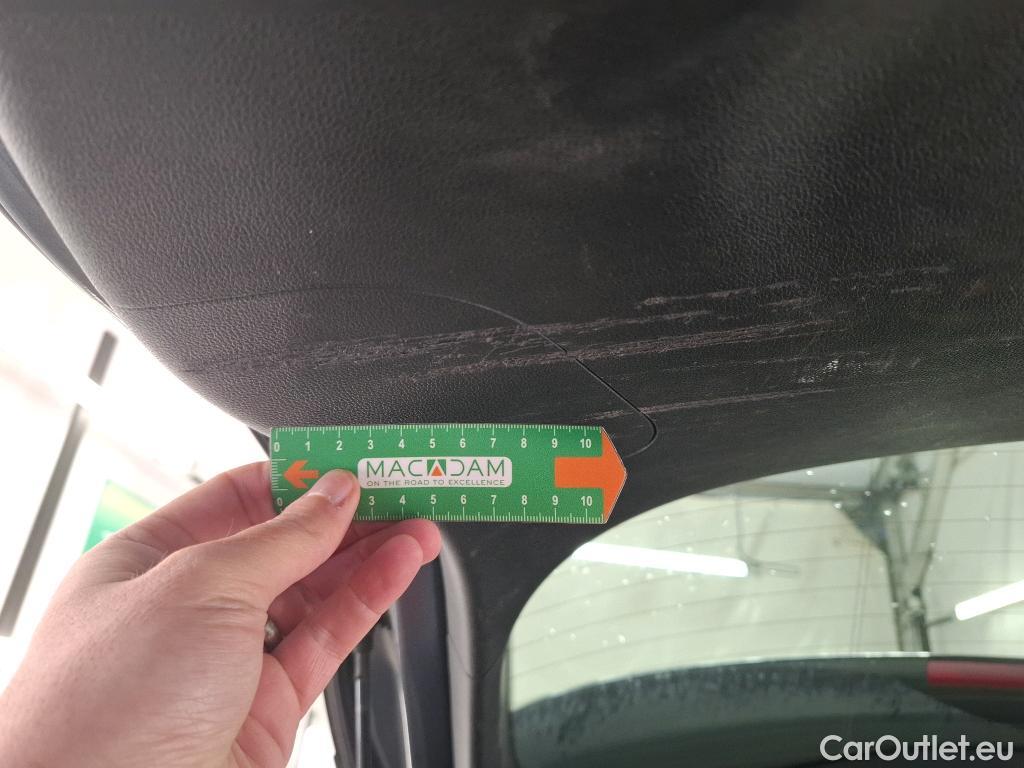 0 1 2 3 4 5 6 7 8 9 10
MACADAM
ON THE ROAD TO EXCELLENCE
0 3 4 5 6 7 8 9 10
CarOutlet.eu